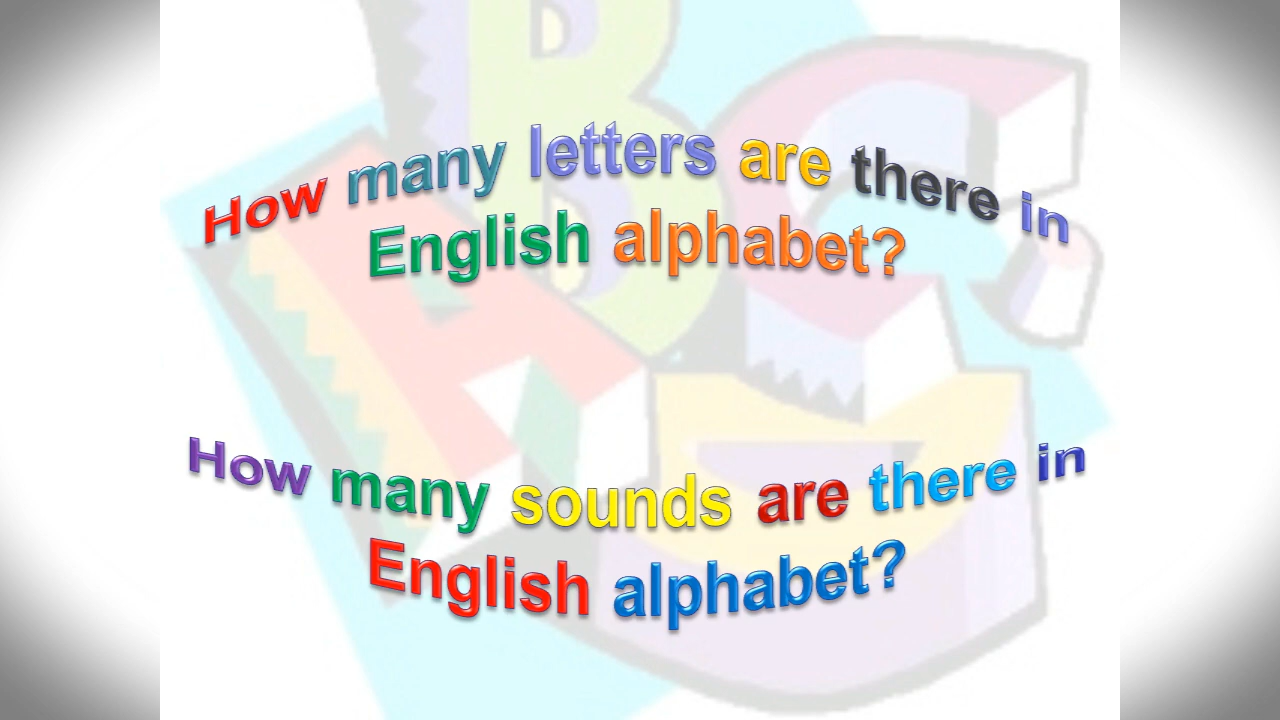 How many letters are there in
English alphabet?
How many sounds are there in
English alphabet?